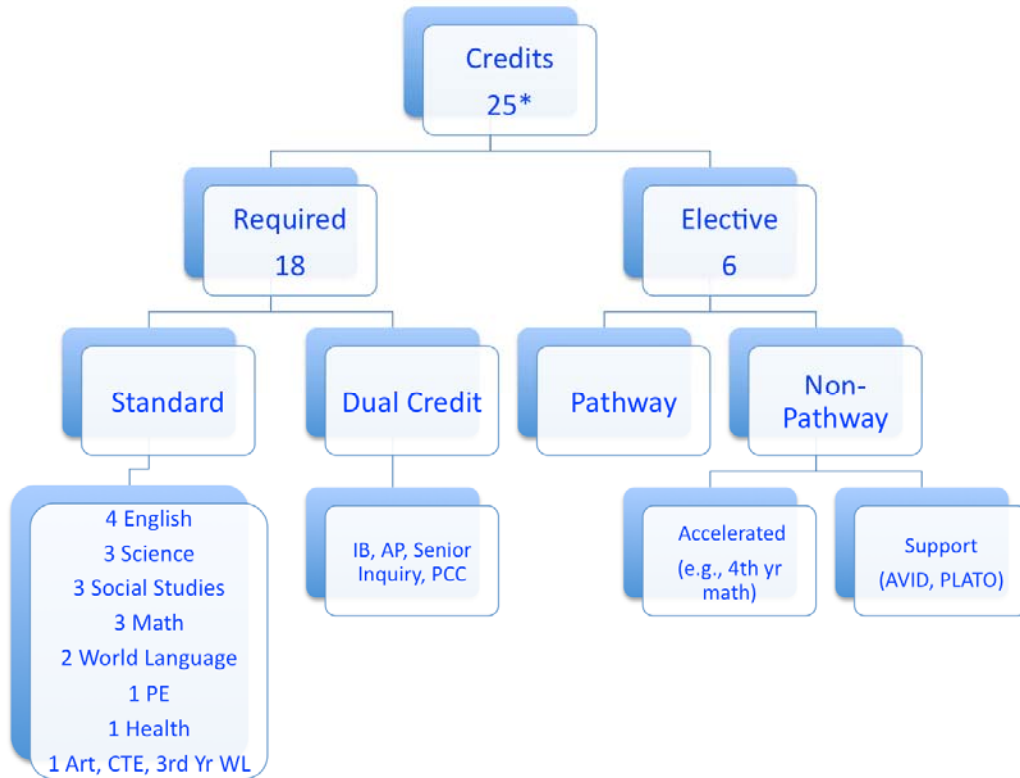 Credits
25*
Required
18
Elective
6
Standard
Dual Credit
Pathway
Non-
Pathway
4 English
3 Science
3 Social Studies
3 Math
2 World Language
1 PE
1 Health
1 Art, CTE, 3rd Yr WL
IB, AP, Senior
Inquiry, PCC
Accelerated
(e.g., 4th yr
math)
Support
(AVID, PLATO)